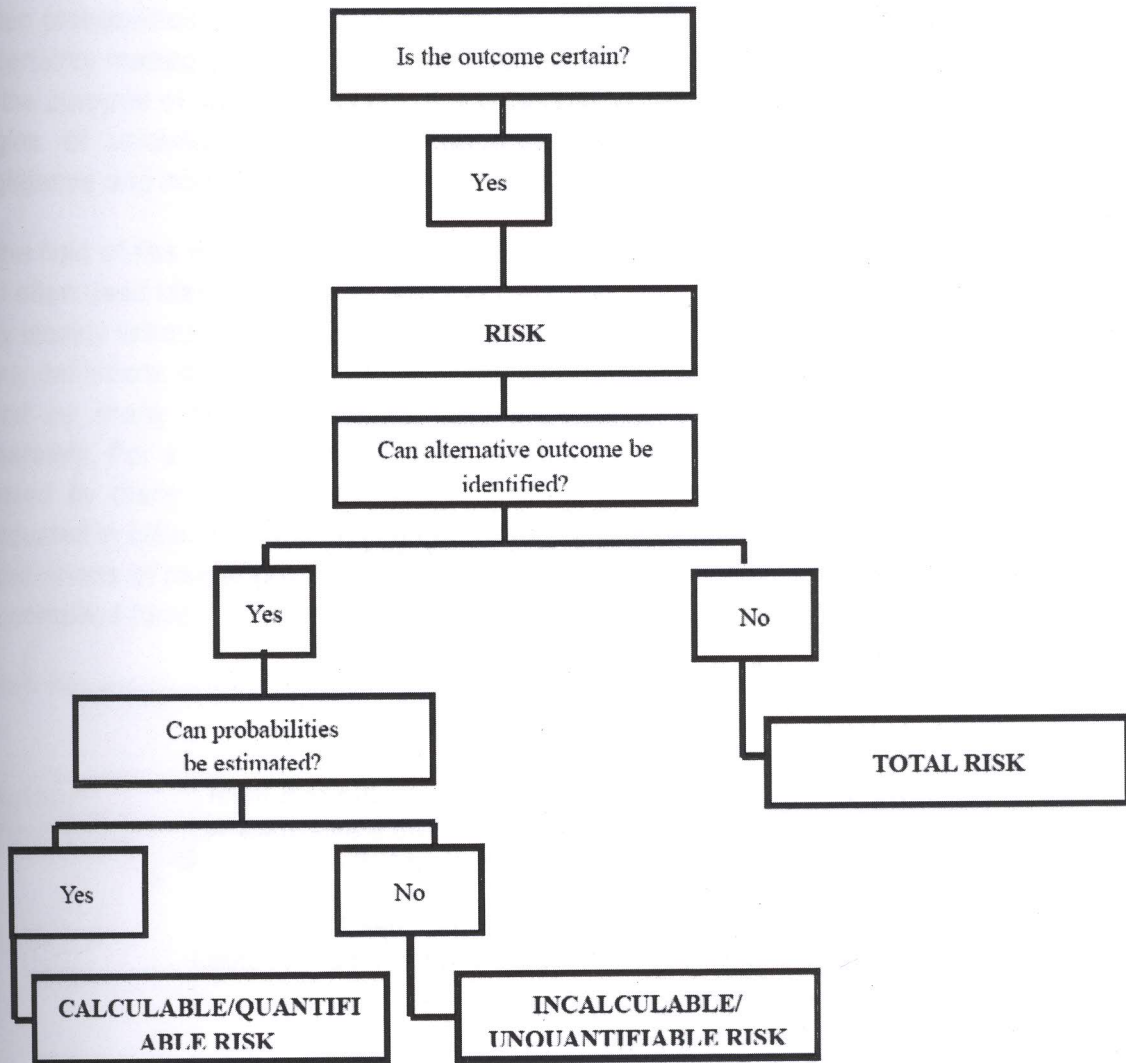 Is the outcome certain?
Yes
RISK
Can alternative outcome be
identified?
Yes
No
Can probabilities
be estimated?
TOTAL RISK
Yes
No
CALCULABLE/QUANTIFI
ABLE RISK
INCALCULABLE/
UNQUANTIFIABLE RISK